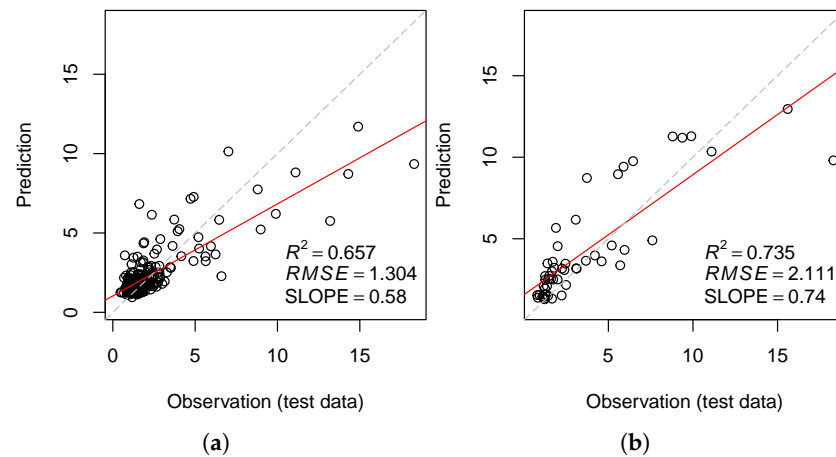 15
10
5
0
Prediction
R² = 0.657
RMSE = 1.304
SLOPE = 0.58
0 5 10 15
Observation (test data)
(a)
15
10
5
Prediction
R² = 0.735
RMSE = 2.111
SLOPE = 0.74
5 10 15
Observation (test data)
(b)